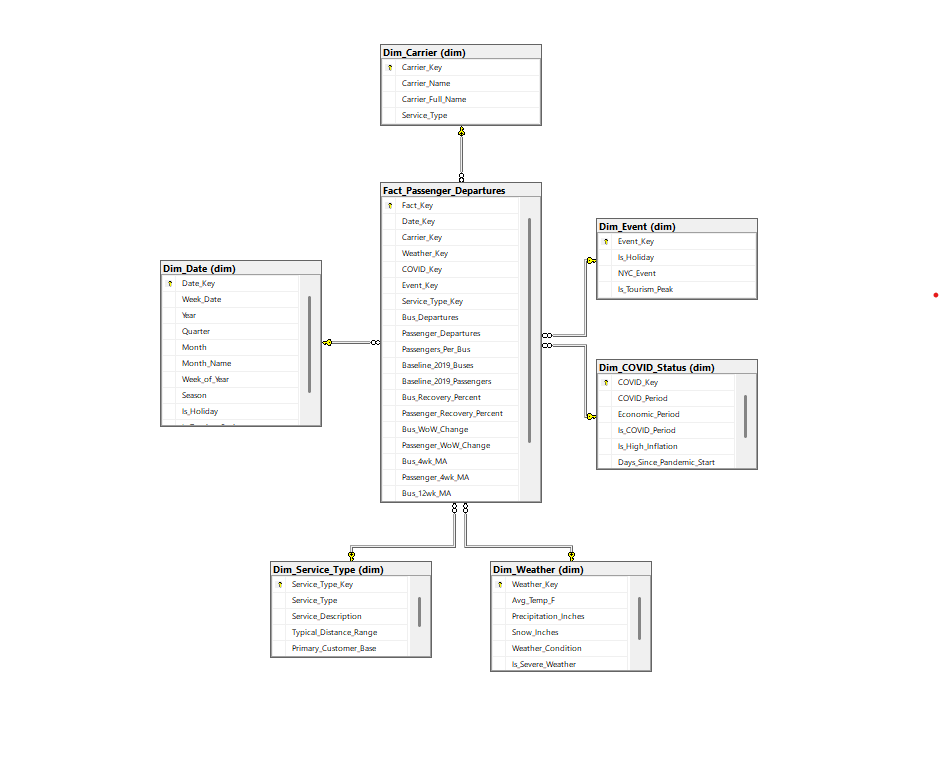 Dim_Carrier (dim)
Carrier_Key
Carrier_Name
Carrier_Full_Name
Service_Type
Fact_Passenger_Departures
Fact_Key
Date_Key
Carrier_Key
Weather_Key
COVID_Key
Event_Key
Service_Type_Key
Bus_Departures
Passenger_Departures
Passengers_Per_Bus
Baseline_2019_Buses
Baseline_2019_Passengers
Bus_Recovery_Percent
Passenger_Recovery_Percent
Bus_WoW_Change
Passenger_WoW_Change
Bus_4wk_MA
Passenger_4wk_MA
Bus_12wk_MA
Dim_Event (dim)
Event_Key
Is_Holiday
NYC_Event
Is_Tourism_Peak
Dim_Date (dim)
Date_Key
Week_Date
Year
Quarter
Month
Month_Name
Week_of_Year
Season
Is_Holiday
Dim_COVID_Status (dim)
COVID_Key
COVID_Period
Economic_Period
Is_COVID_Period
Is_High_Inflation
Days_Since_Pandemic_Start
Dim_Service_Type (dim)
Service_Type_Key
Service_Type
Service_Description
Typical_Distance_Range
Primary_Customer_Base
Dim_Weather (dim)
Weather_Key
Avg_Temp_F
Precipitation_Inches
Snow_Inches
Weather_Condition
Is_Severe_Weather